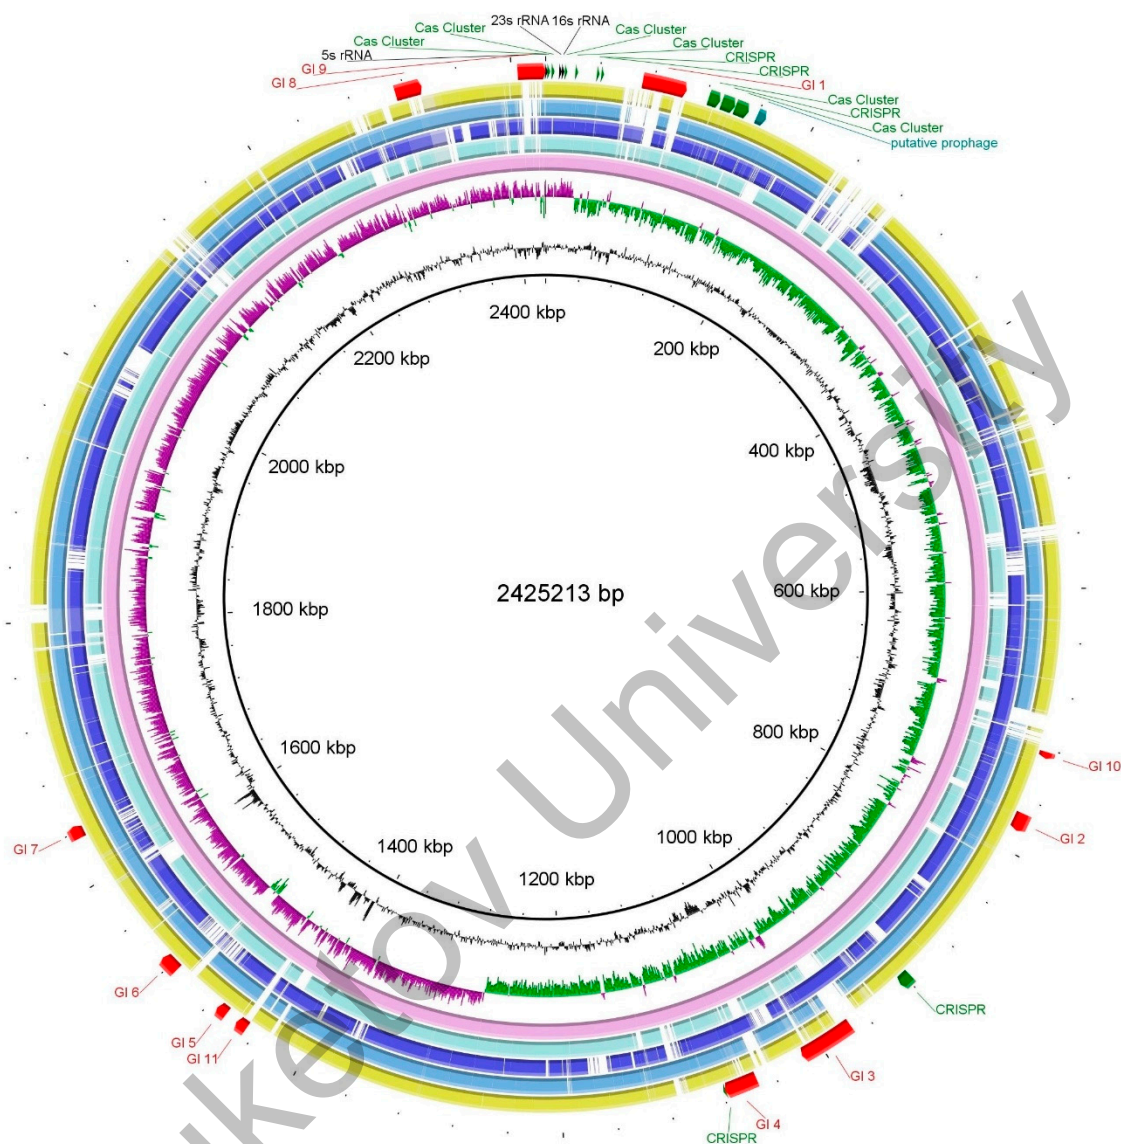 23s rRNA 16s rRNA
Cas Cluster
Cas Cluster
Cas Cluster
Cas Cluster
5s rRNA
CRISPR
GI 9
CRISPR
GI 8
GI 1
Cas Cluster
CRISPR
Cas Cluster
putative prophage
2400 kbp
200 kbp
2200 kbp
400 kbp
2000 kbp
2425213 bp
600 kbp
1800 kbp
800 kbp
1600 kbp
GI 10
GI 2
1000 kbp
1400 kbp
GI 7
1200 kbp
GI 6
CRISPR
GI 5
GI 11
GI 3
GI 4
CRISPR
uketov University